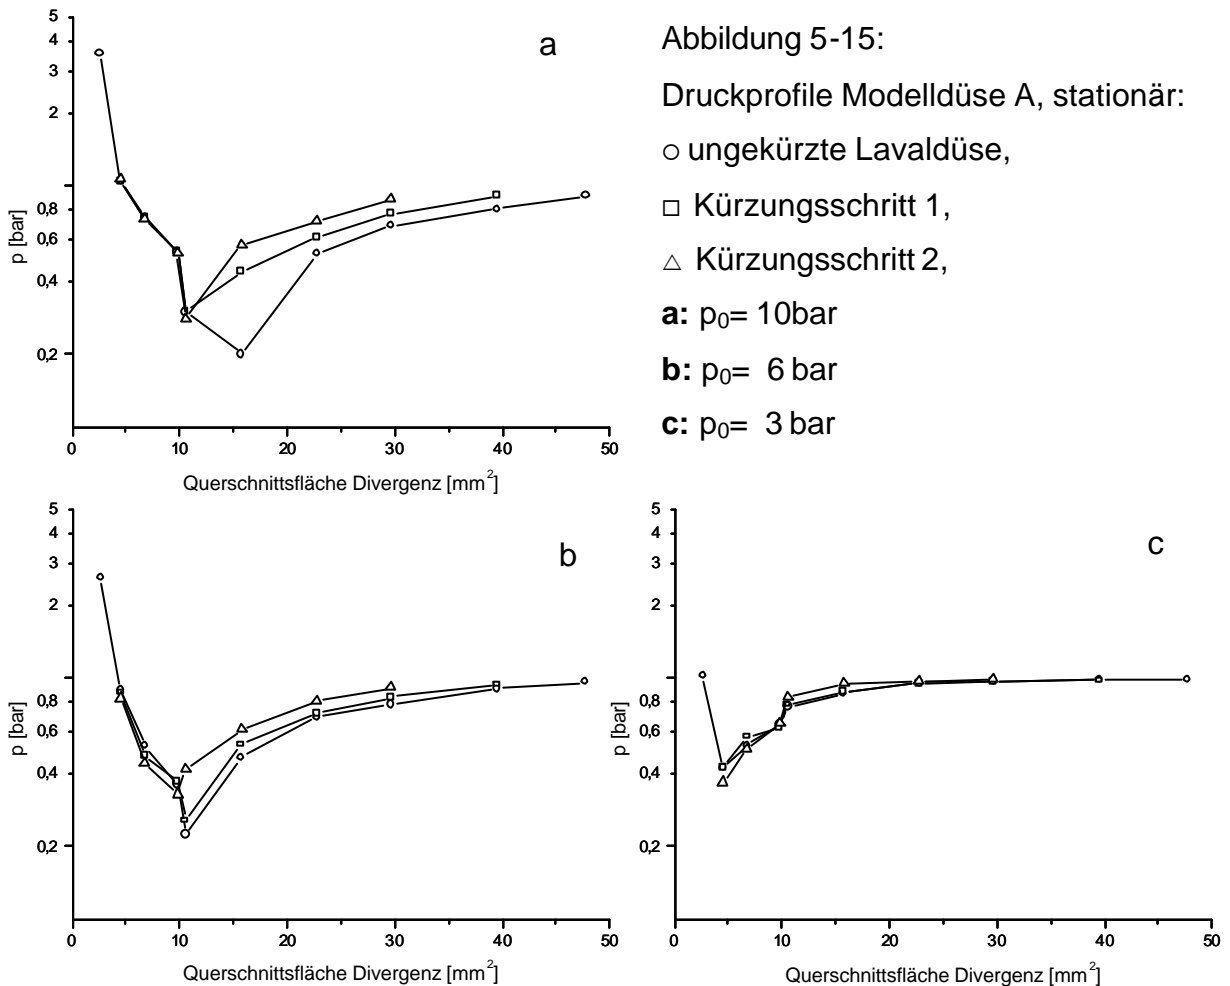 a
5
4
3
2
0,8
0,6
0,4
0,2
p [bar]
0
10
20
30
40
50
Querschnittsfläche Divergenz [mm²]
Abbildung 5-15:
Druckprofile Modelldüse A, stationär:
○ ungekürzte Lavaldüse,
□ Kürzungsschritt 1,
△ Kürzungsschritt 2,
a: p₀= 10bar
b: p₀= 6 bar
c: p₀= 3 bar
b
5
4
3
2
0,8
0,6
0,4
0,2
p [bar]
0
10
20
30
40
50
Querschnittsfläche Divergenz [mm²]
c
5
4
3
2
0,8
0,6
0,4
0,2
p [bar]
0
10
20
30
40
50
Querschnittsfläche Divergenz [mm²]